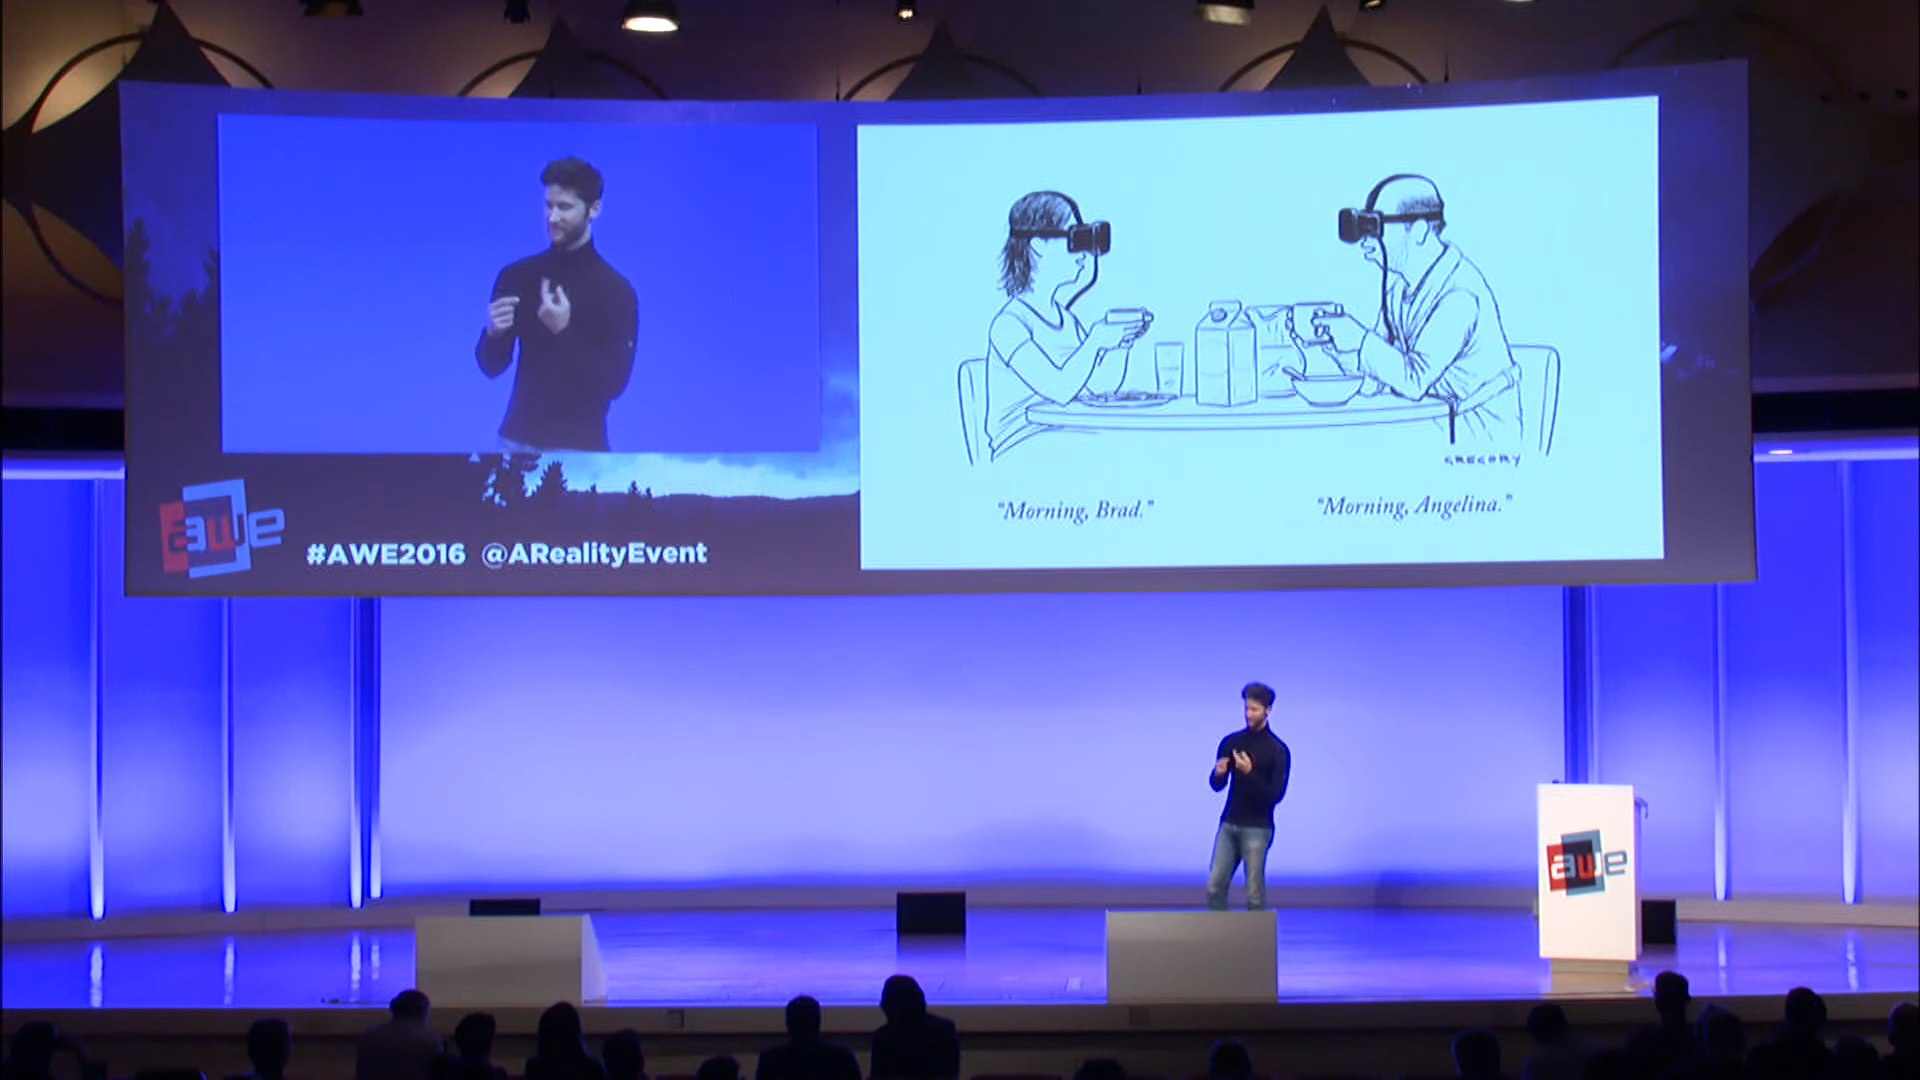 awe
#AWE2016 @ARealityEvent
GREGORY
"Morning, Brad."
"Morning, Angelina."
awe